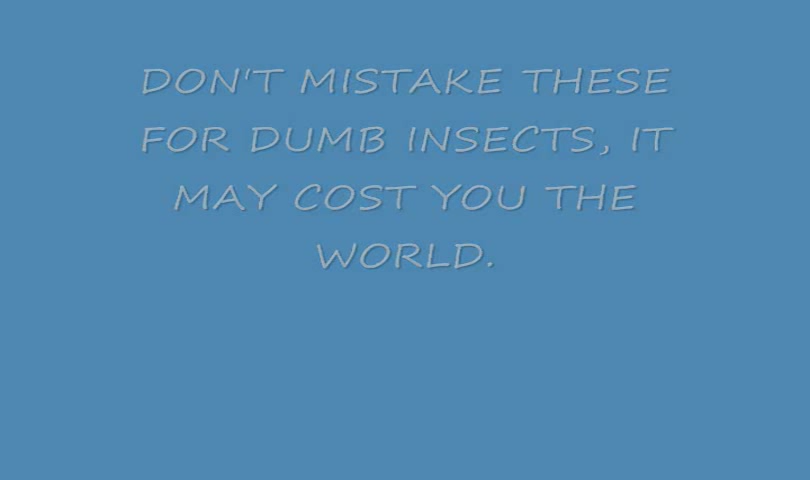 DON'T MISTAKE THESE
FOR DUMB INSECTS, IT
MAY COST YOU THE
WORLD.